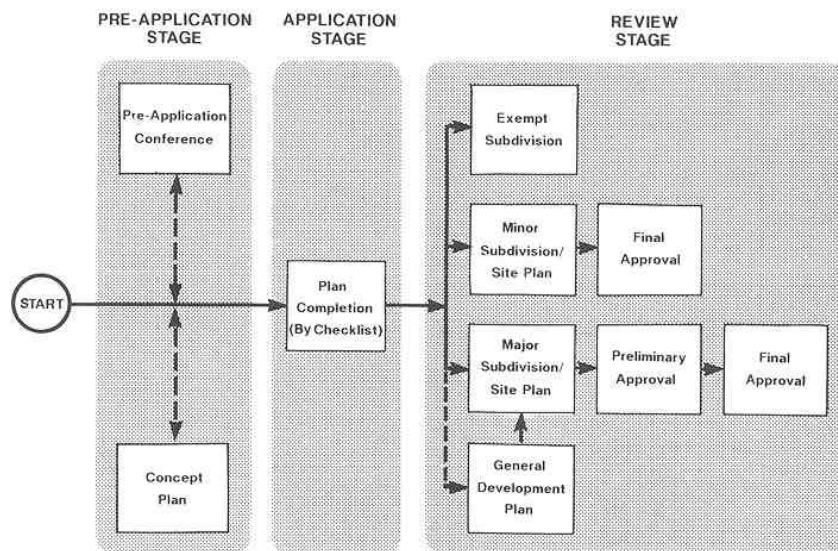 PRE-APPLICATION
STAGE
APPLICATION
STAGE
REVIEW
STAGE
Pre-Application
Conference
Exempt
Subdivision
Minor
Subdivision/
Site Plan
Final
Approval
START
Plan
Completion
(By Checklist)
Major
Subdivision/
Site Plan
Preliminary
Approval
Final
Approval
Concept
Plan
General
Development
Plan